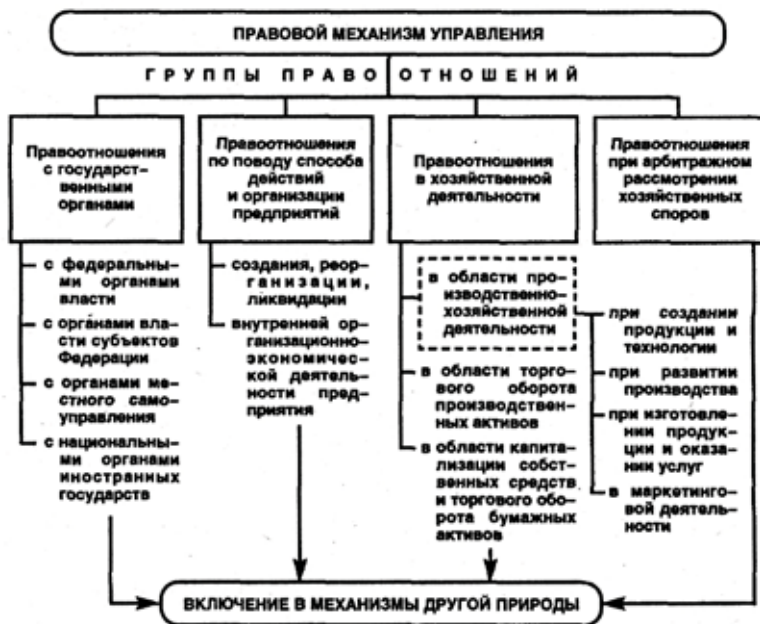 ПРАВОВОЙ МЕХАНИЗМ УПРАВЛЕНИЯ
ГРУППЫ ПРАВООТНОШЕНИЙ
Правоотношения
с государст-
венными
органами
с федеральны-
ми органами
власти
с органами вла-
сти субъектов
Федерации
с органами ме-
стного само-
управления
с национальны-
ми органами
иностранных
государств
Правоотношения
по поводу способа
действий
и организации
предприятий
создания, реор-
ганизации,
ликвидации
внутренней орг-
анизационно-
экономичес-
кой деятель-
ности пред-
приятия
Правоотношения
в хозяйственной
деятельности
в области про-
изводственно-
хозяйственной
деятельности
в области торго-
вого оборота
производствен-
ных активов
в области капита-
лизации собст-
венных средств
и торгового обо-
рота бумажных
активов
Правоотношения
при арбитражном
рассмотрении
хозяйственных
споров
при создании
продукции и
технологии
при развитии
производства
при изготовле-
нии продук-
ции и оказа-
нии услуг
в маркетинго-
вой деятель-
ности
ВКЛЮЧЕНИЕ В МЕХАНИЗМЫ ДРУГОЙ ПРИРОДЫ